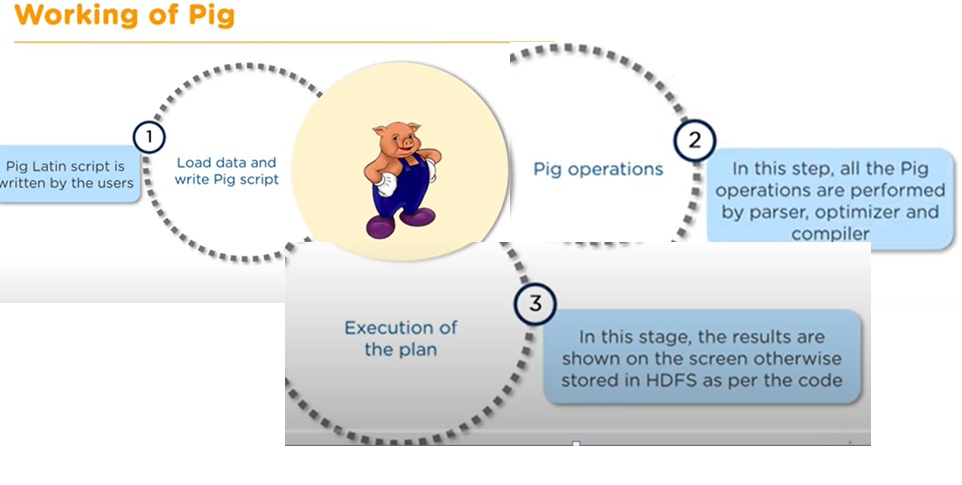 Working of Pig
1
Pig Latin script is
written by the users
Load data and
write Pig script
Pig operations
2
In this step, all the Pig
operations are performed
by parser, optimizer and
compiler
Execution of
the plan
3
In this stage, the results are
shown on the screen otherwise
stored in HDFS as per the code